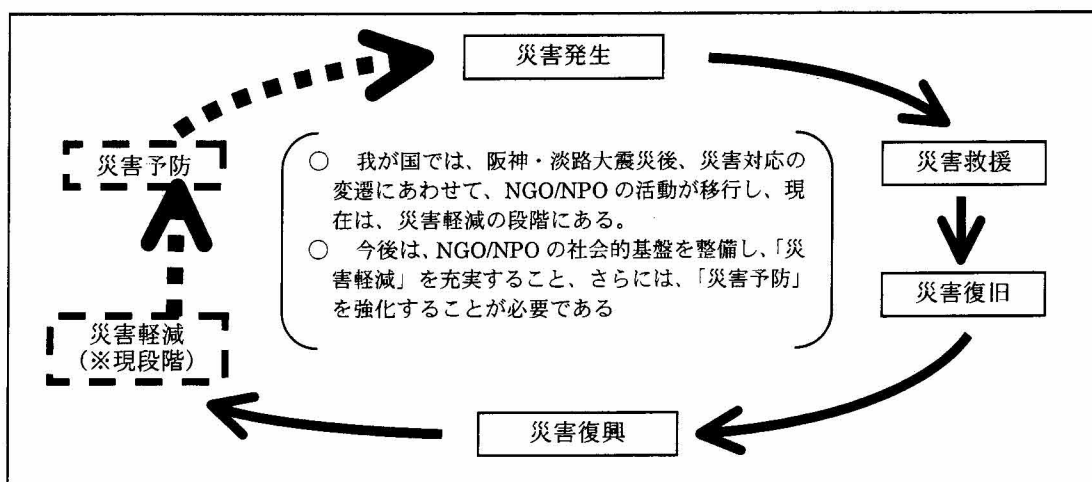 災害発生
災害予防
災害救援
○ 我が国では、阪神・淡路大震災後、災害対応の
変遷にあわせて、NGO/NPO の活動が移行し、現
在は、災害軽減の段階にある。
○ 今後は、NGO/NPO の社会的基盤を整備し、「災
害軽減」を充実すること、さらには、「災害予防」
を強化することが必要である
災害復旧
災害軽減
(※現段階)
災害復興